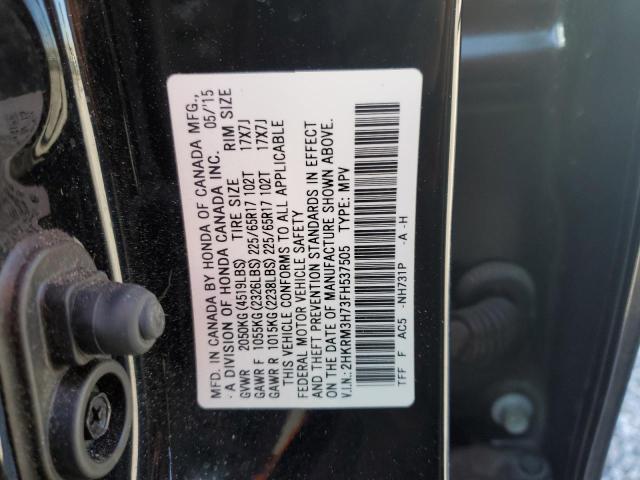 MFD. IN CANADA BY HONDA OF CANADA MFG.,
-A DIVISION OF HONDA CANADA INC. 05/'15
TIRE SIZE RIM SIZE
GVWR 2050KG(4519LBS)
GAWR F 1055KG(2326LBS) 225/65R17 102T 17X7J
GAWR R 1015KG(2238LBS) 225/65R17 102T 17X7J
THIS VEHICLE CONFORMS TO ALL APPLICABLE
FEDERAL MOTOR VEHICLE SAFETY
AND THEFT PREVENTION STANDARDS IN EFFECT
ON THE DATE OF MANUFACTURE SHOWN ABOVE.
V.I.N.: 2HKRM3H73FH537505 TYPE: MPV
TFF F AC5 -NH731P -A -H